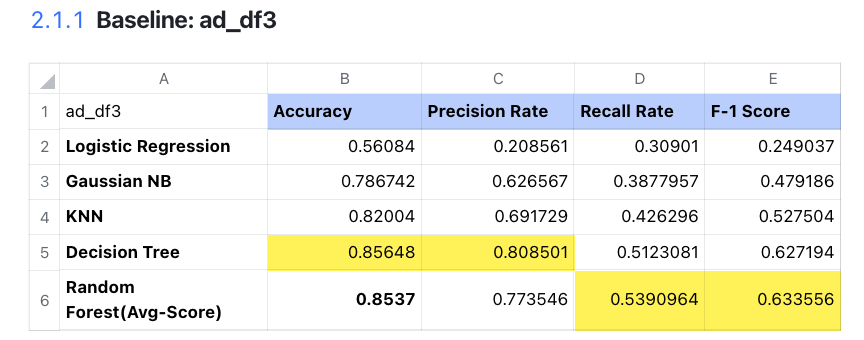 2.1.1 Baseline: ad_df3
A B C D E
1 ad_df3 Accuracy Precision Rate Recall Rate F-1 Score
2 Logistic Regression 0.56084 0.208561 0.30901 0.249037
3 Gaussian NB 0.786742 0.626567 0.3877957 0.479186
4 KNN 0.82004 0.691729 0.426296 0.527504
5 Decision Tree 0.85648 0.808501 0.5123081 0.627194
6 Random
Forest(Avg-Score) 0.8537 0.773546 0.5390964 0.633556